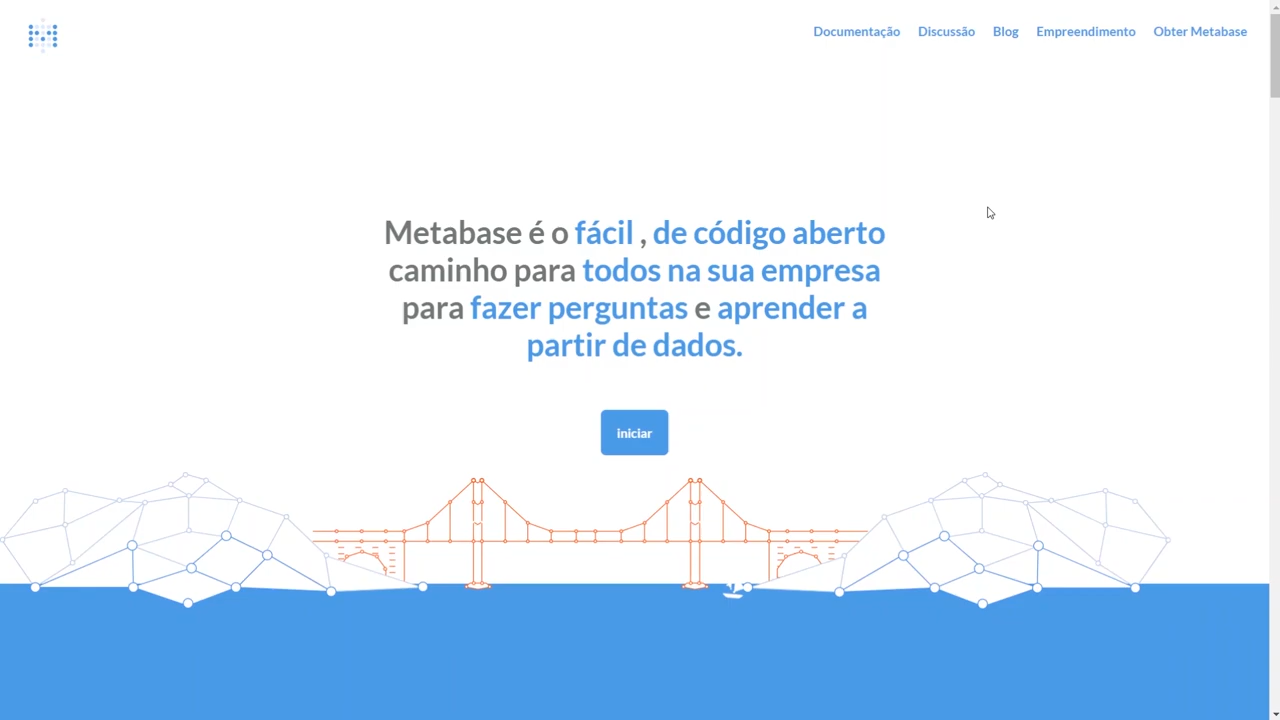 Documentação Discussão Blog Empreendimento Obter Metabase
Metabase é o fácil , de código aberto
caminho para todos na sua empresa
para fazer perguntas e aprender a
partir de dados.
iniciar